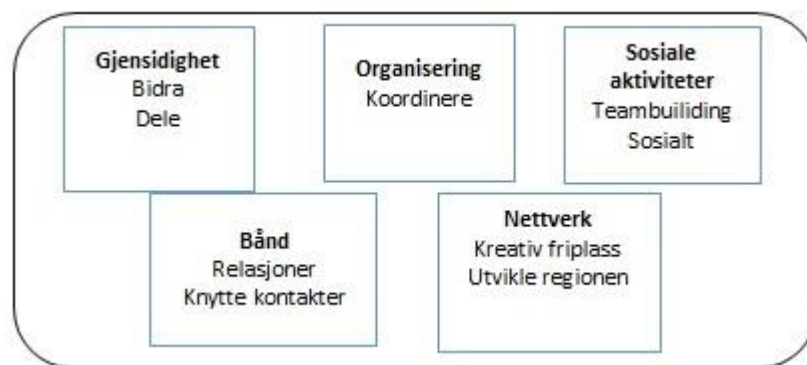 Gjensidighet
Bidra
Dele
Organisering
Koordinere
Sosiale
aktiviteter
Teambuiliding
Sosialt
Bånd
Relasjoner
Knytte kontakter
Nettverk
Kreativ friplass
Utvikle regionen